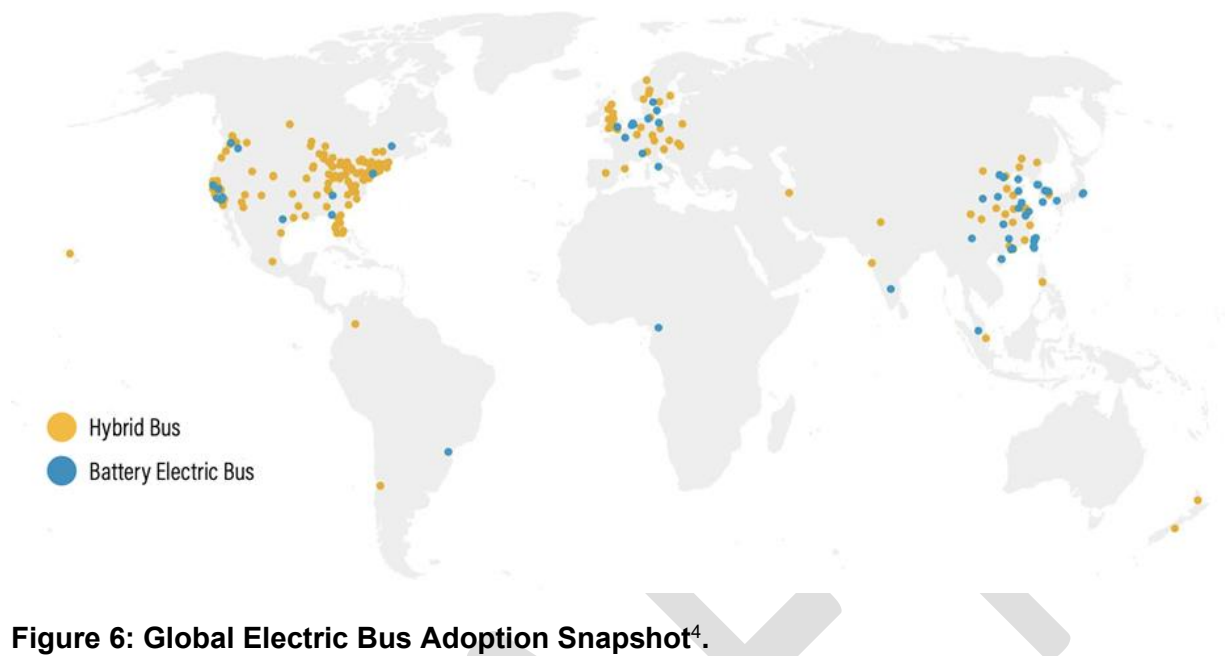 Hybrid Bus
Battery Electric Bus
Figure 6: Global Electric Bus Adoption Snapshot⁴.